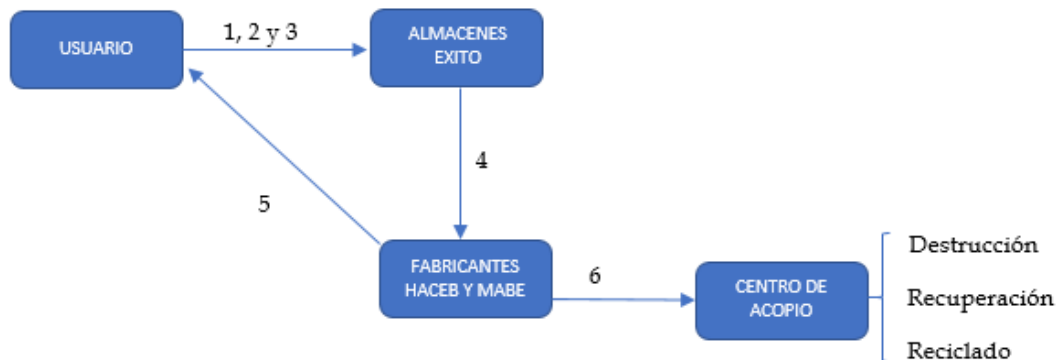 USUARIO
1, 2 y 3
ALMACENES
EXITO
4
5
FABRICANTES
HACEB Y MABE
6
CENTRO DE
ACOPIO
Destrucción
Recuperación
Reciclado